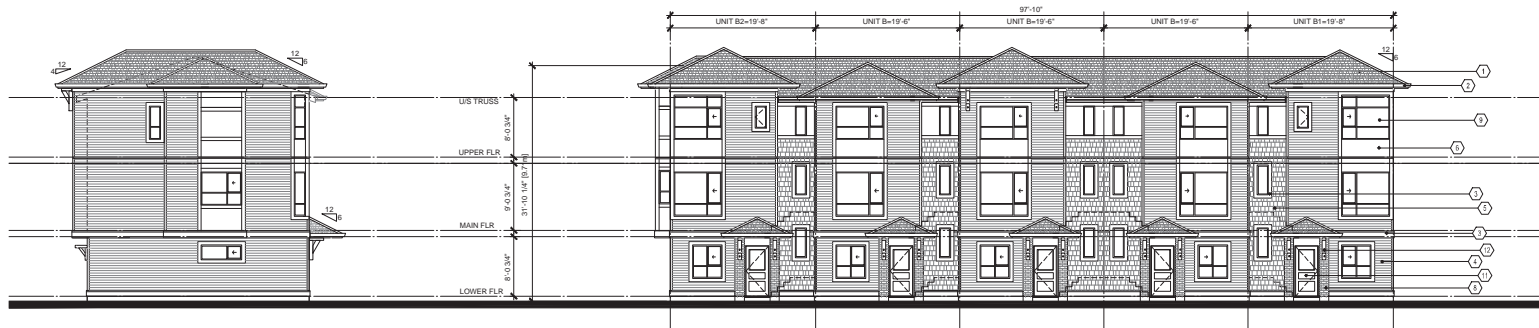 97'-10"
UNIT B2=19'-8"
UNIT B=19'-6"
UNIT B=19'-6"
UNIT B=19'-6"
UNIT B1=19'-8"
12
4
12
6
12
6
1
2
U/S TRUSS
8'-0 3/4"
9
UPPER FLR
6
31'-10 1/4" [9.71m]
9'-0 3/4"
12
6
3
5
MAIN FLR
3
12
8'-0 3/4"
4
11
LOWER FLR
8